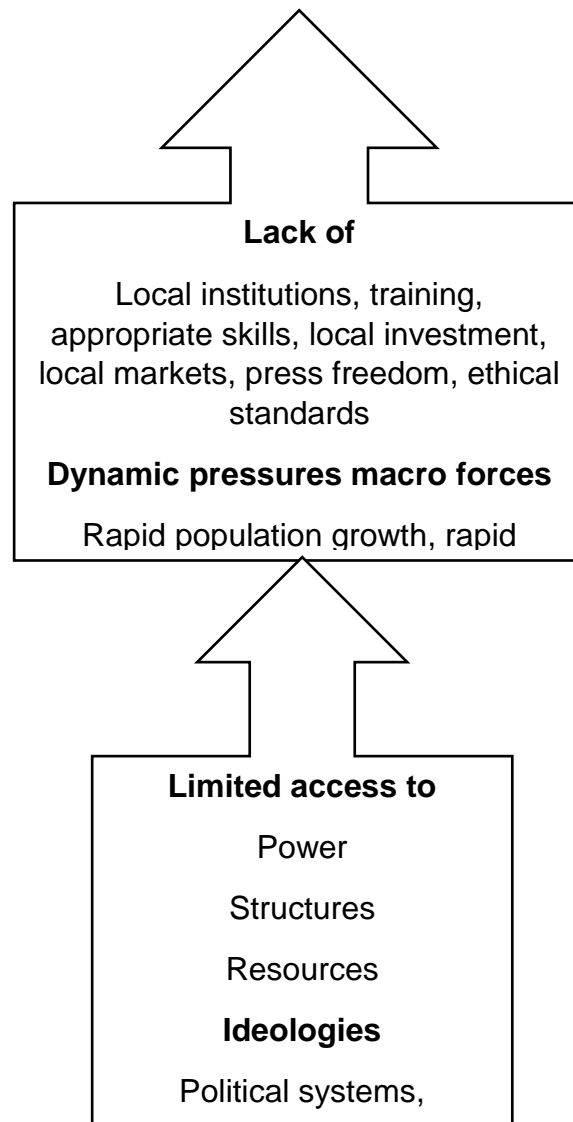 Lack of
Local institutions, training,
appropriate skills, local investment,
local markets, press freedom, ethical
standards
Dynamic pressures macro forces
Rapid population growth, rapid
Limited access to
Power
Structures
Resources
Ideologies
Political systems,